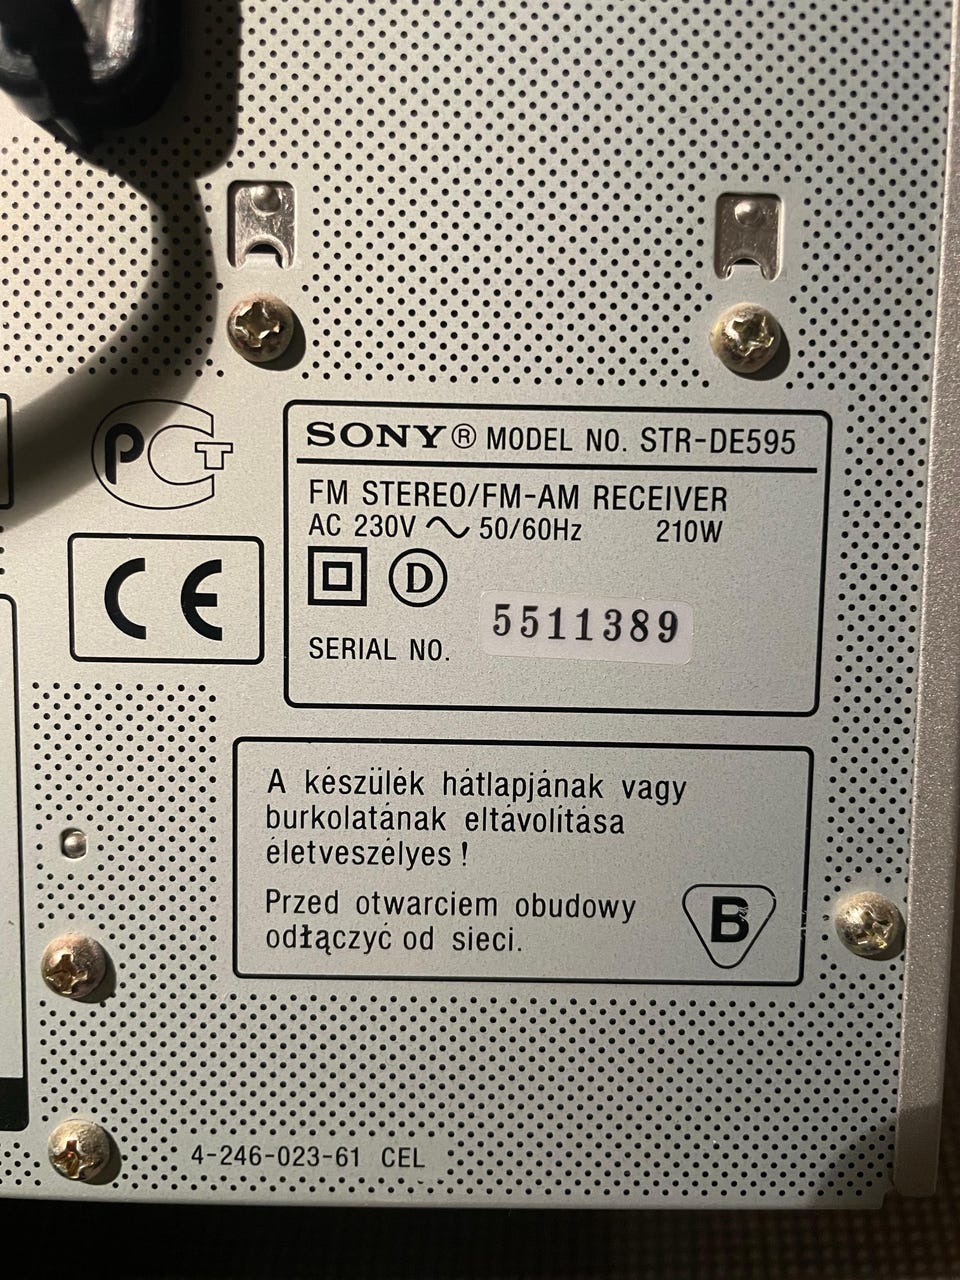 SONY® MODEL NO. STR-DE595
FM STEREO/FM-AM RECEIVER
AC 230V ∼ 50/60Hz 210W
D
5511389
SERIAL NO.
РСТ
CE
A készülék hátlapjának vagy
burkolatának eltávolítása
életveszélyes !
Przed otwarciem obudowy
odłączyć od sieci.
B
4-246-023-61 CEL